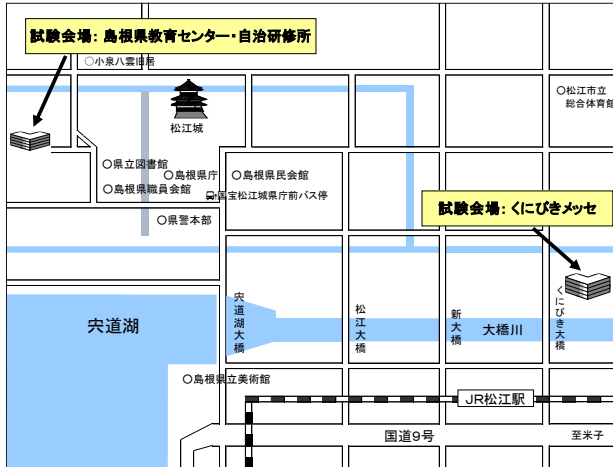 試験会場：島根県教育センター・自治研修所
○小泉八雲旧居
松江城
○松江市立
総合体育館
○県立図書館
○島根県庁
○島根県民会館
○島根県職員会館
国宝松江城県庁前バス停
○県警本部
試験会場：くにびきメッセ
宍道湖
宍道湖大橋
松江大橋
新大橋
大橋川
くにびき大橋
○島根県立美術館
JR松江駅
国道9号
至米子